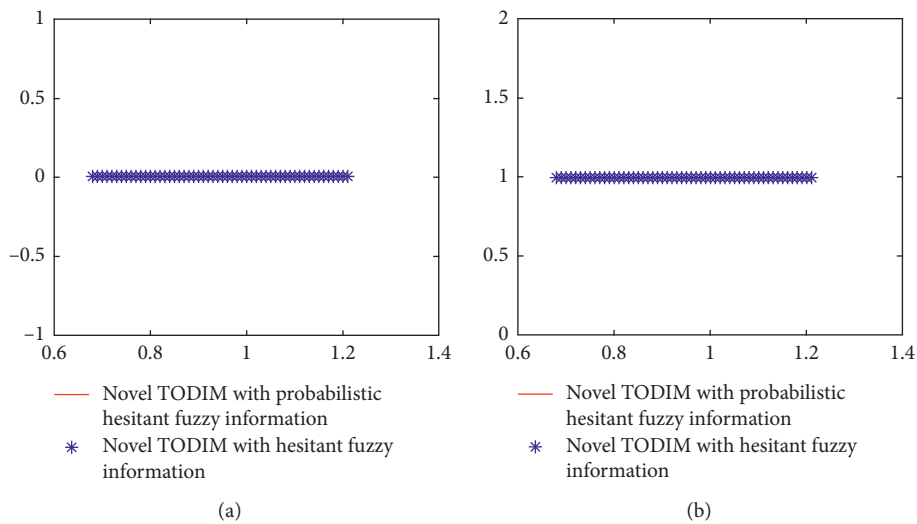 1
0.5
0
−0.5
−1
0.6
0.8
1
1.2
1.4
Novel TODIM with probabilistic
hesitant fuzzy information
Novel TODIM with hesitant fuzzy
information
(a)
2
1.5
1
0.5
0
0.6
0.8
1
1.2
1.4
Novel TODIM with probabilistic
hesitant fuzzy information
Novel TODIM with hesitant fuzzy
information
(b)